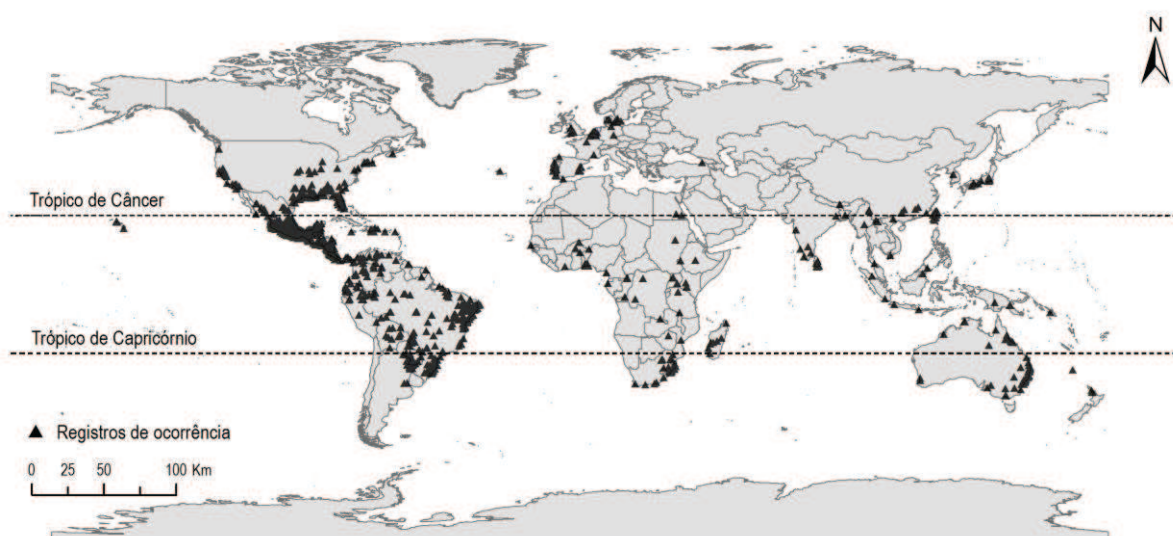 N
Trópico de Câncer
Trópico de Capricórnio
Registros de ocorrência
0 25 50 100 Km